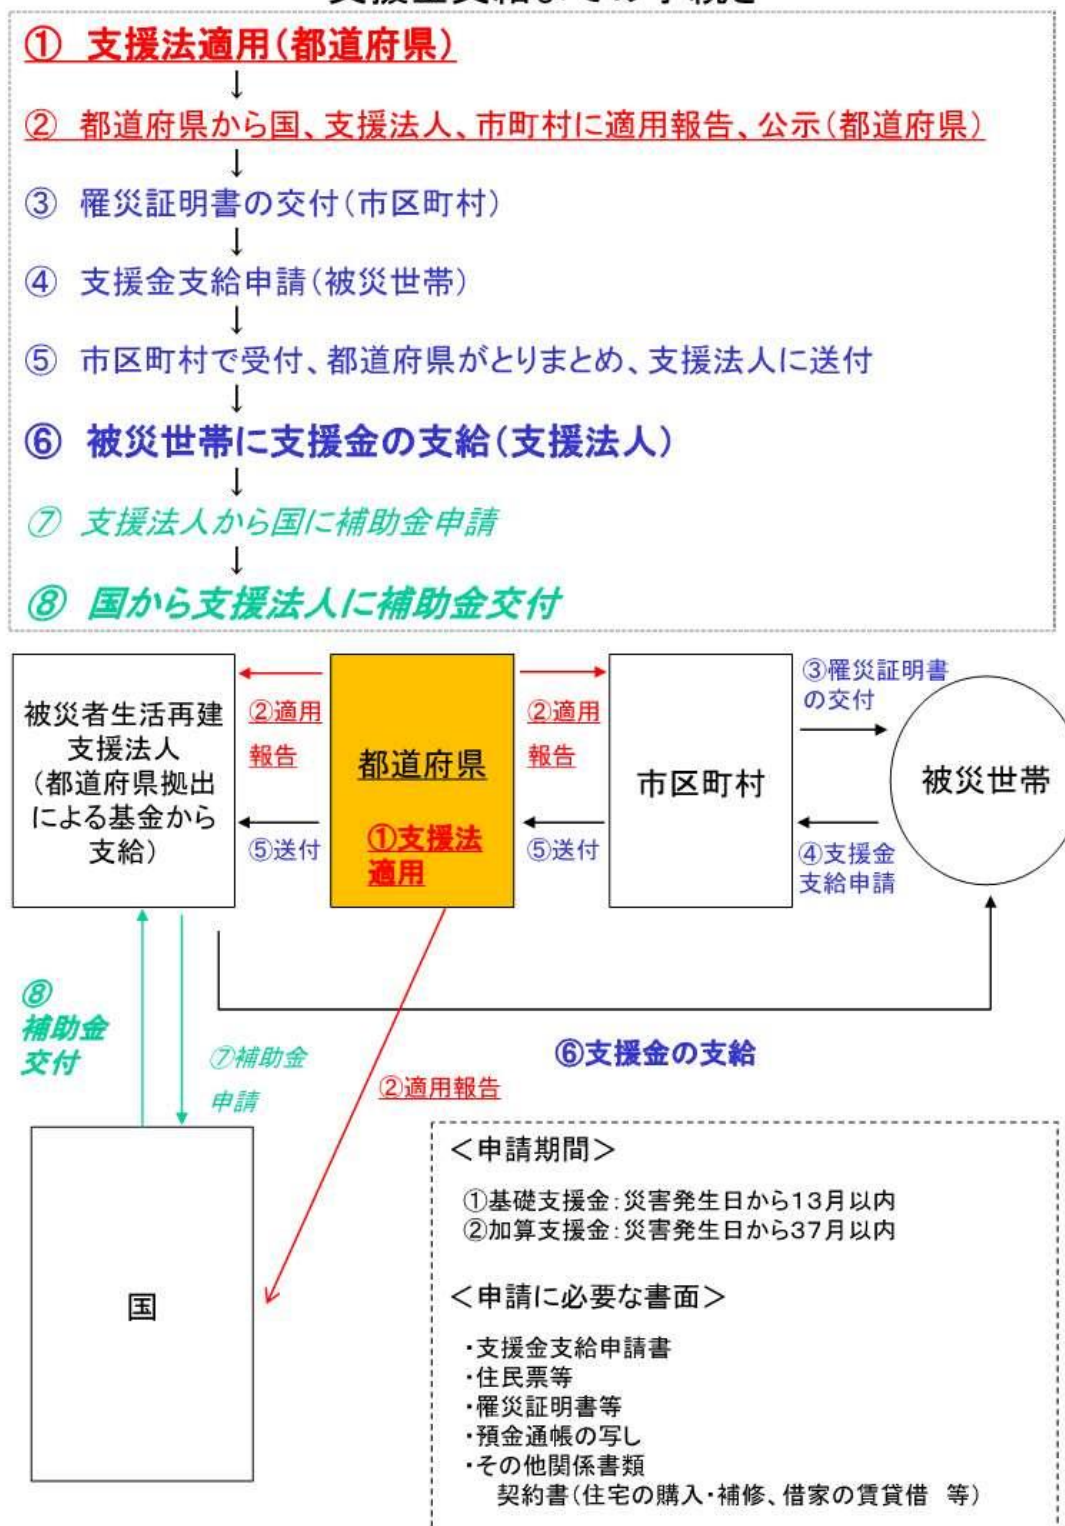 ① 支援法適用(都道府県)
↓
② 都道府県から国、支援法人、市町村に適用報告、公示(都道府県)
↓
③ 罹災証明書の交付(市区町村)
↓
④ 支援金支給申請(被災世帯)
↓
⑤ 市区町村で受付、都道府県がとりまとめ、支援法人に送付
↓
⑥ 被災世帯に支援金の支給(支援法人)
↓
⑦ 支援法人から国に補助金申請
↓
⑧ 国から支援法人に補助金交付
被災者生活再建
支援法人
(都道府県拠出
による基金から
支給)
②適用
報告
⑤送付
都道府県
①支援法
適用
②適用
報告
⑤送付
市区町村
③罹災証明書
の交付
④支援金
支給申請
被災世帯
⑧
補助金
交付
⑦補助金
申請
②適用報告
⑥支援金の支給
国
<申請期間>
①基礎支援金:災害発生日から13月以内
②加算支援金:災害発生日から37月以内
<申請に必要な書面>
・支援金支給申請書
・住民票等
・罹災証明書等
・預金通帳の写し
・その他関係書類
契約書(住宅の購入・補修、借家の賃貸借 等)